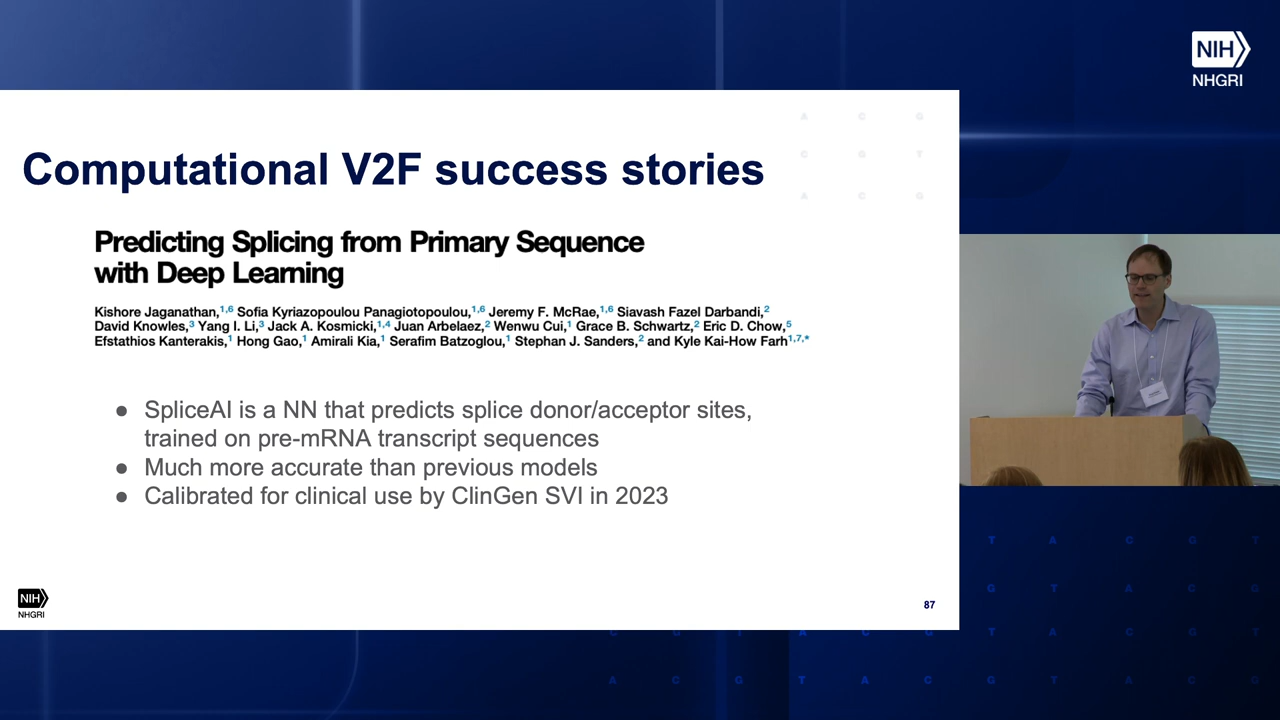 NIH
NHGRI
A C G
C G T
A C G
Computational V2F success stories
Predicting Splicing from Primary Sequence
with Deep Learning
Kishore Jaganathan,1,6 Sofia Kyriazopoulou Panagiotopoulou,1,6 Jeremy F. McRae,1,6 Siavash Fazel Darbandi,2
David Knowles,3 Yang I. Li,3 Jack A. Kosmicki,1,4 Juan Arbelaez,2 Wenwu Cui,1 Grace B. Schwartz,2 Eric D. Chow,5
Efstathios Kanterakis,1 Hong Gao,1 Amirali Kia,1 Serafim Batzoglou,1 Stephan J. Sanders,2 and Kyle Kai-How Farh1,7,*
● SpliceAI is a NN that predicts splice donor/acceptor sites,
trained on pre-mRNA transcript sequences
● Much more accurate than previous models
● Calibrated for clinical use by ClinGen SVI in 2023
NIH
NHGRI
87
T A C G T
G T A C G
C G T A C G T A C G T
A C G T A C G T A C G